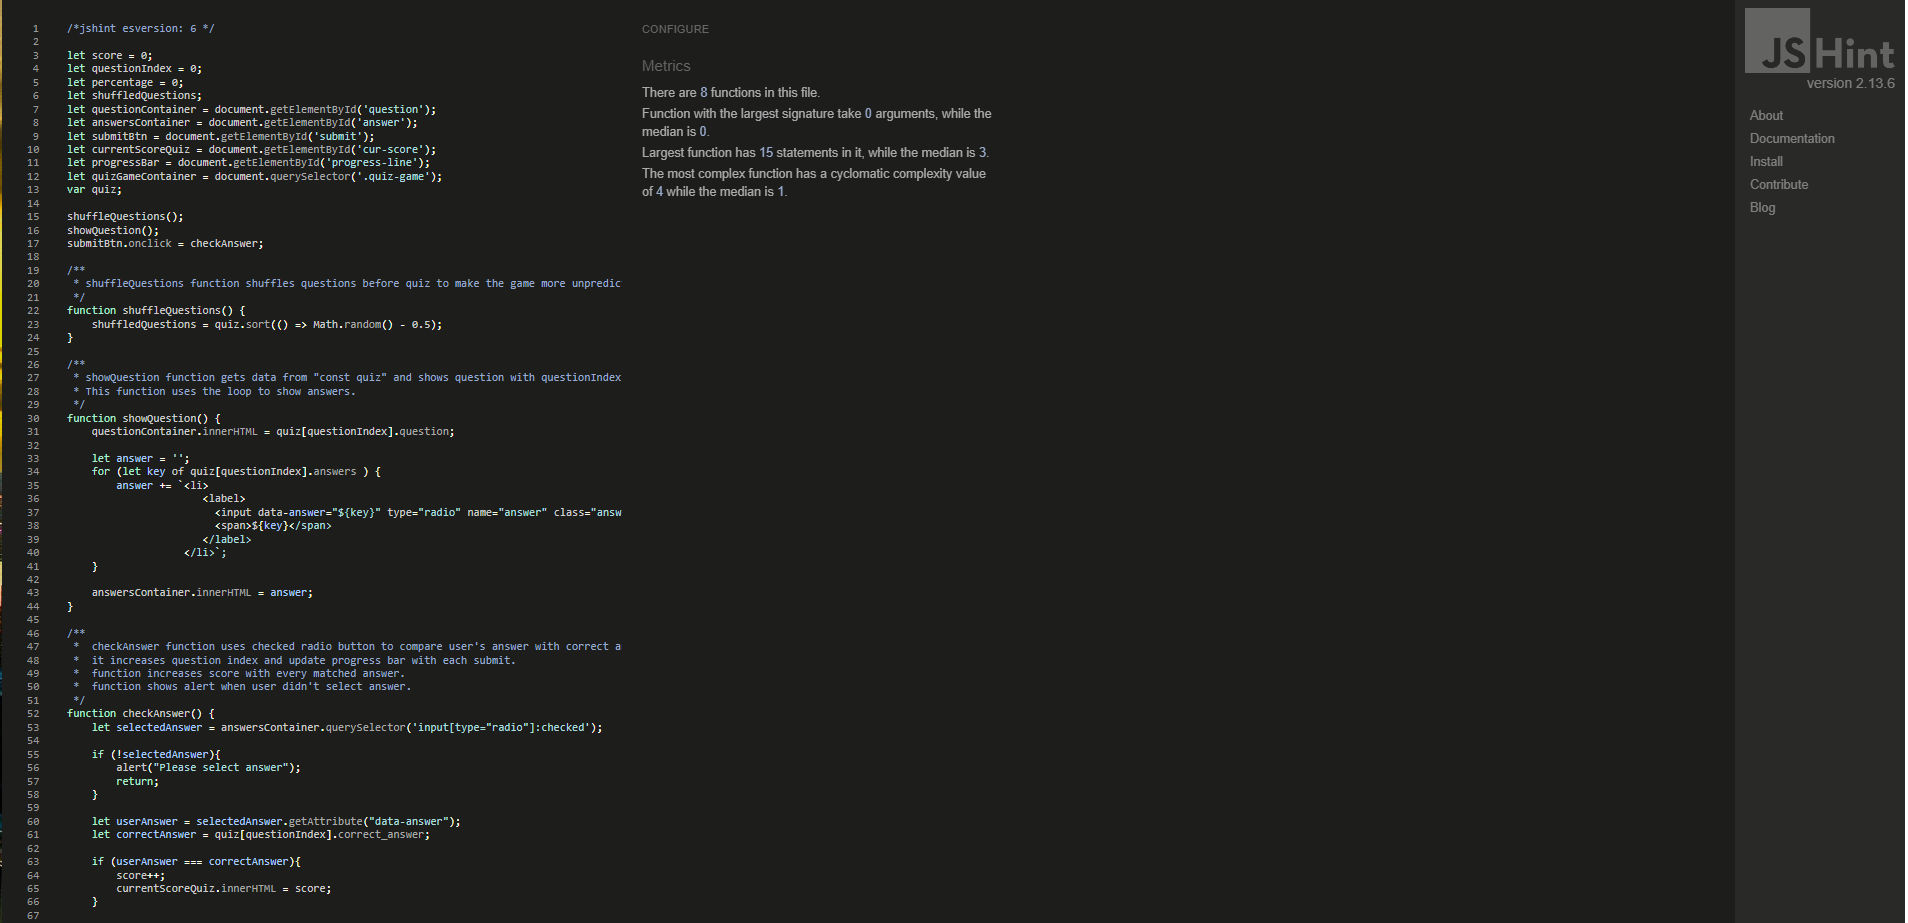 1 /*jshint esversion: 6 */
2
3 let score = 0;
4 let questionIndex = 0;
5 let percentage = 0;
6 let shuffledQuestions;
7 let questionContainer = document.getElementById('question');
8 let answersContainer = document.getElementById('answer');
9 let submitBtn = document.getElementById('submit');
10 let currentScoreQuiz = document.getElementById('cur-score');
11 let progressBar = document.getElementById('progress-line');
12 let quizGameContainer = document.querySelector('.quiz-game');
13 var quiz;
14
15 shuffleQuestions();
16 showQuestion();
17 submitBtn.onclick = checkAnswer;
18
19 /**
20 * shuffleQuestions function shuffles questions before quiz to make the game more unpredic
21 */
22 function shuffleQuestions() {
23 shuffledQuestions = quiz.sort(() => Math.random() - 0.5);
24 }
25
26 /**
27 * showQuestion function gets data from "const quiz" and shows question with questionIndex
28 * This function uses the loop to show answers.
29 */
30 function showQuestion() {
31 questionContainer.innerHTML = quiz[questionIndex].question;
32
33 let answer = '';
34 for (let key of quiz[questionIndex].answers ) {
35 answer += `<li>
36 <label>
37 <input data-answer="${key}" type="radio" name="answer" class="answ
38 <span>${key}</span>
39 </label>
40 </li>`;
41 }
42
43 answersContainer.innerHTML = answer;
44 }
45
46 /**
47 * checkAnswer function uses checked radio button to compare user's answer with correct a
48 * it increases question index and update progress bar with each submit.
49 * function increases score with every matched answer.
50 * function shows alert when user didn't select answer.
51 */
52 function checkAnswer() {
53 let selectedAnswer = answersContainer.querySelector('input[type="radio"]:checked');
54
55 if (!selectedAnswer){
56 alert("Please select answer");
57 return;
58 }
59
60 let userAnswer = selectedAnswer.getAttribute("data-answer");
61 let correctAnswer = quiz[questionIndex].correct_answer;
62
63 if (userAnswer === correctAnswer){
64 score++;
65 currentScoreQuiz.innerHTML = score;
66 }
67
CONFIGURE
Metrics
There are 8 functions in this file.
Function with the largest signature take 0 arguments, while the
median is 0.
Largest function has 15 statements in it, while the median is 3.
The most complex function has a cyclomatic complexity value
of 4 while the median is 1.
JSHint
version 2.13.6
About
Documentation
Install
Contribute
Blog